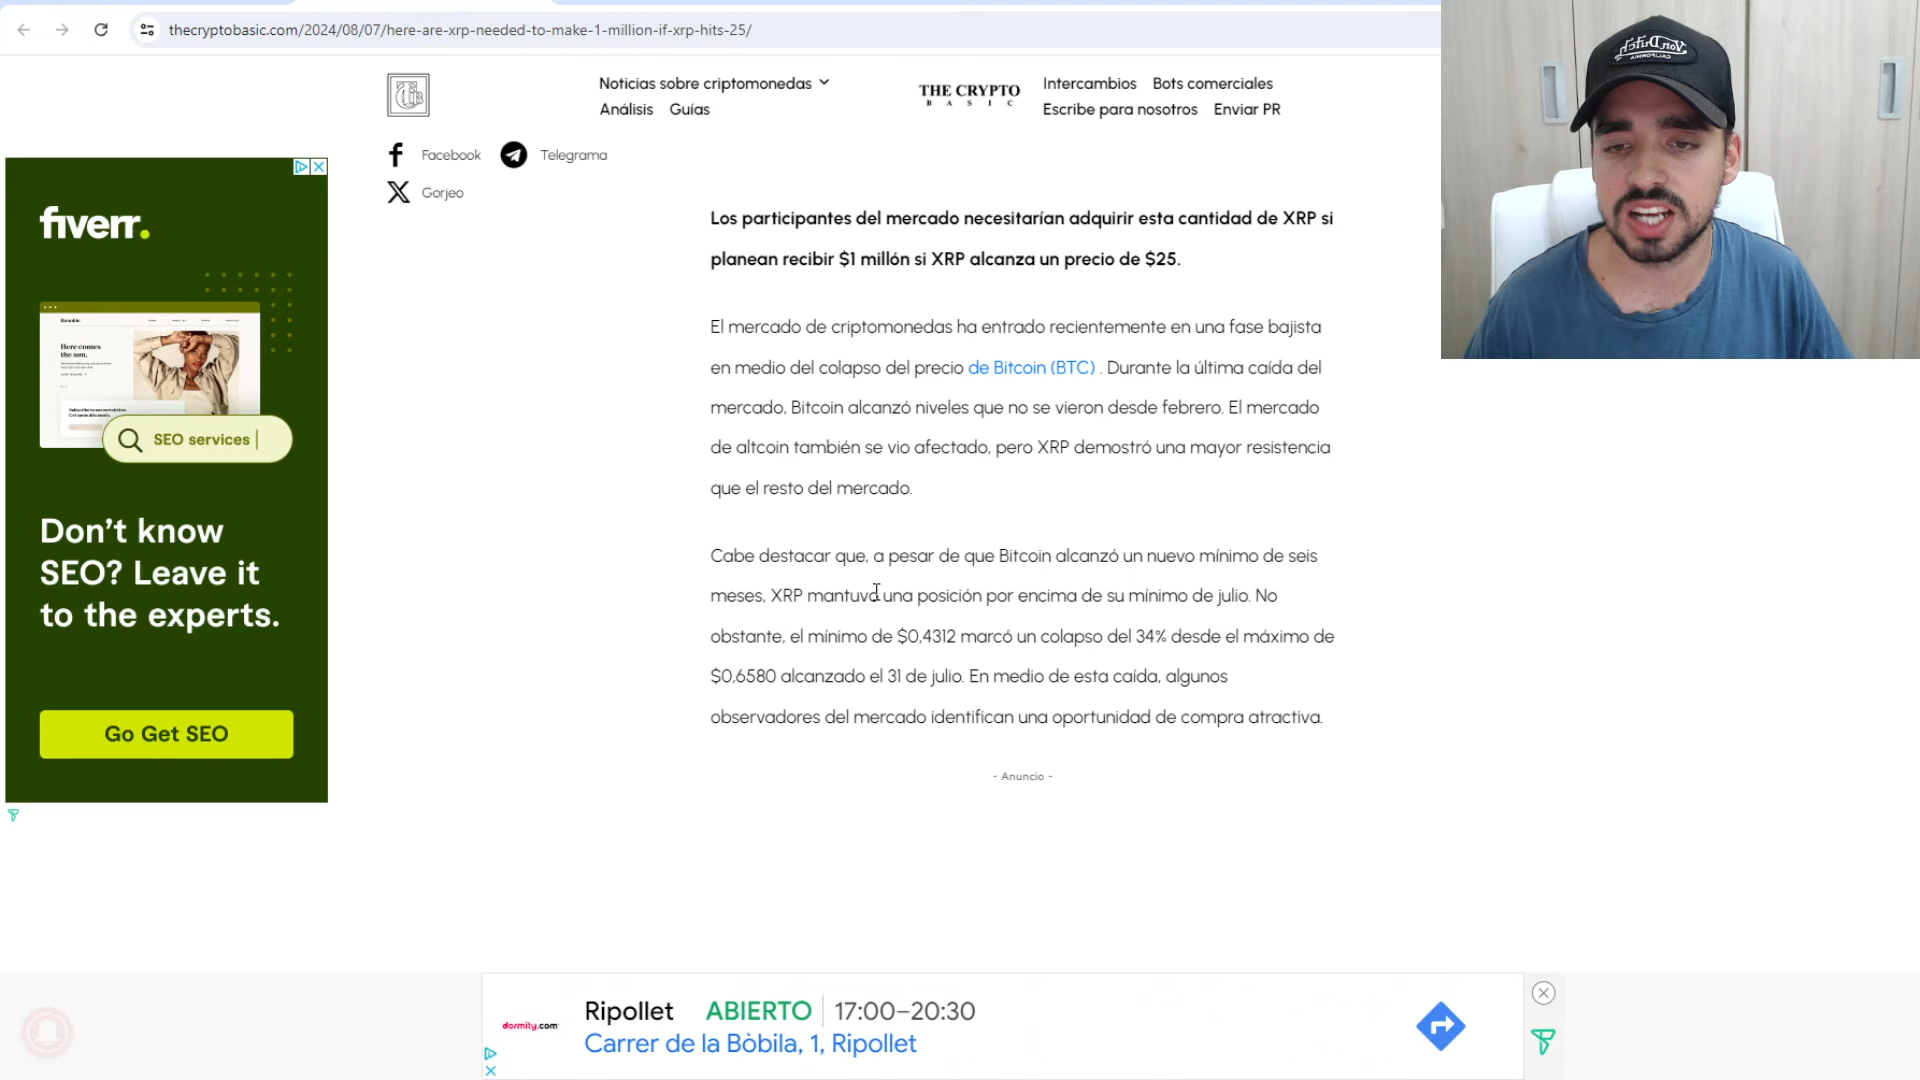 thecryptobasic.com/2024/08/07/here-are-xrp-needed-to-make-1-million-if-xrp-hits-25/
Noticias sobre criptomonedas
Análisis Guías
THE CRYPTO
BASIC
Intercambios Bots comerciales
Escribe para nosotros Enviar PR
Facebook Telegrama
Gorjeo
fiverr.
Here comes
the sun.
SEO services
Don't know
SEO? Leave it
to the experts.
Go Get SEO
Los participantes del mercado necesitarían adquirir esta cantidad de XRP si
planean recibir $1 millón si XRP alcanza un precio de $25.
El mercado de criptomonedas ha entrado recientemente en una fase bajista
en medio del colapso del precio de Bitcoin (BTC) . Durante la última caída del
mercado, Bitcoin alcanzó niveles que no se vieron desde febrero. El mercado
de altcoin también se vio afectado, pero XRP demostró una mayor resistencia
que el resto del mercado.
Cabe destacar que, a pesar de que Bitcoin alcanzó un nuevo mínimo de seis
meses, XRP mantuvo una posición por encima de su mínimo de julio. No
obstante, el mínimo de $0,4312 marcó un colapso del 34% desde el máximo de
$0,6580 alcanzado el 31 de julio. En medio de esta caída, algunos
observadores del mercado identifican una oportunidad de compra atractiva.
- Anuncio -
dormity.com
Ripollet ABIERTO 17:00–20:30
Carrer de la Bòbila, 1, Ripollet
Von Dutch
CALIFORNIA